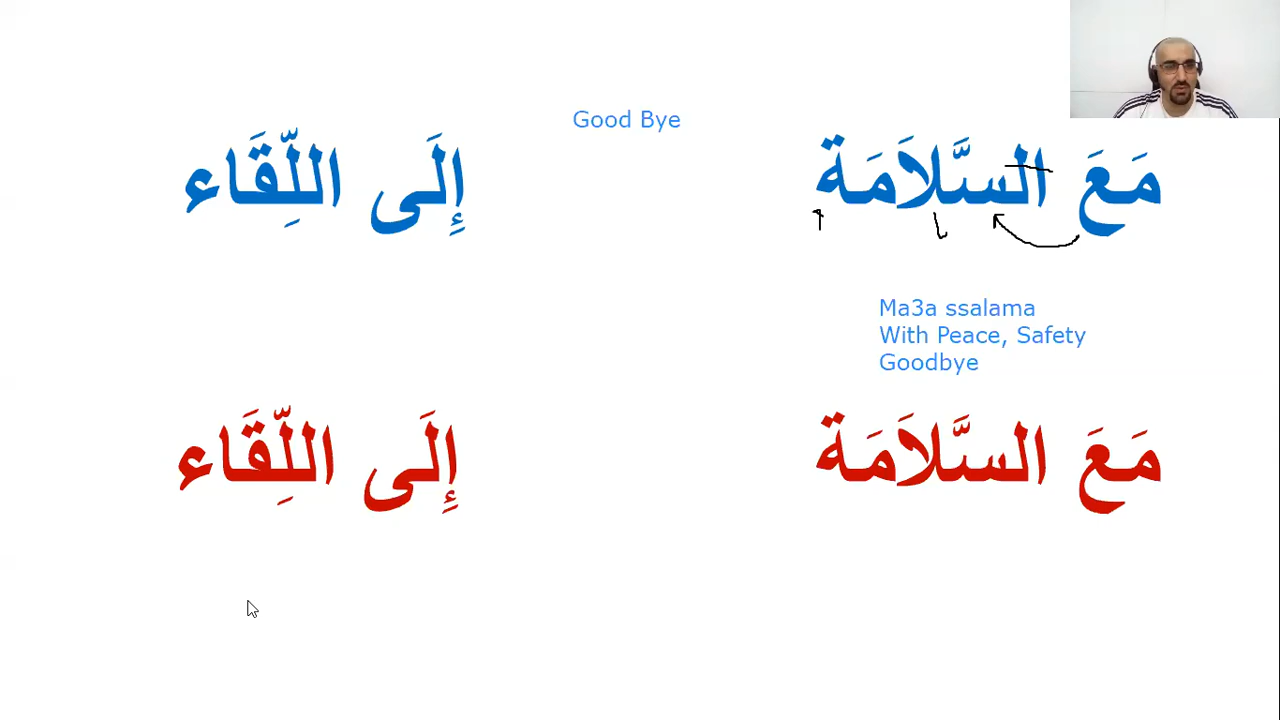 Good Bye
مَعَ السَّلاَمَة
إِلَى اللِّقَاء
Ma3a ssalama
With Peace, Safety
Goodbye
مَعَ السَّلاَمَة
إِلَى اللِّقَاء